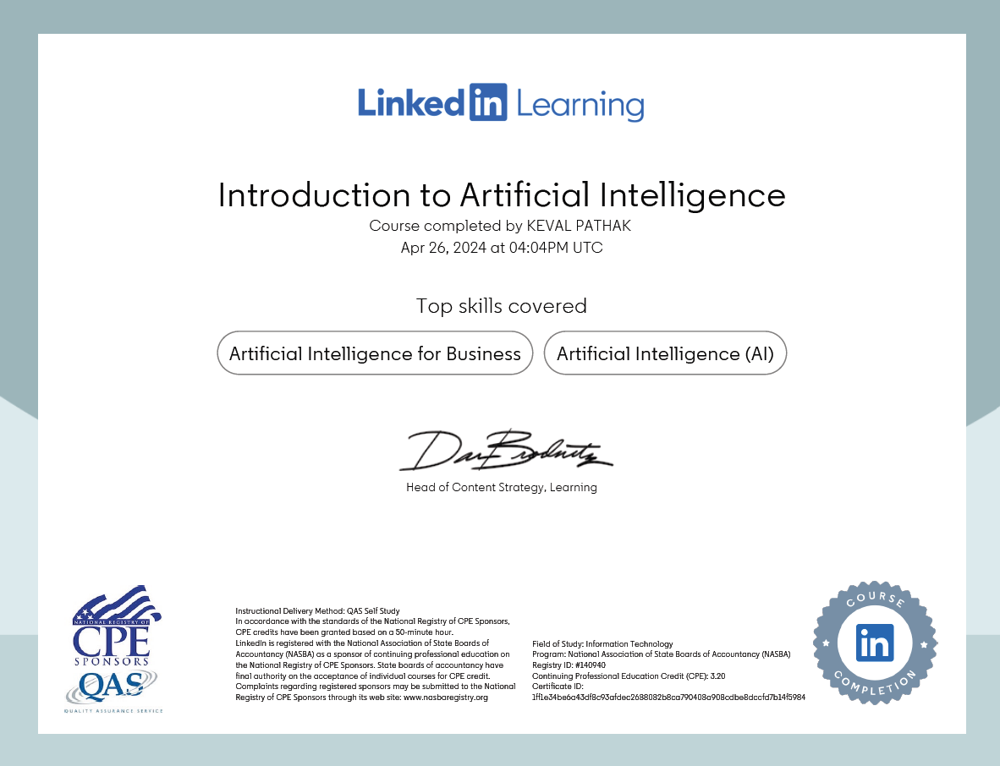 Linked in Learning
Introduction to Artificial Intelligence
Course completed by KEVAL PATHAK
Apr 26, 2024 at 04:04PM UTC
Top skills covered
Artificial Intelligence for Business
Artificial Intelligence (AI)
Dan Brodnitz
Head of Content Strategy, Learning
NATIONAL REGISTRY OF
CPE
SPONSORS
QAS
QUALITY ASSURANCE SERVICE
Instructional Delivery Method: QAS Self Study
In accordance with the standards of the National Registry of CPE Sponsors,
CPE credits have been granted based on a 50-minute hour.
LinkedIn is registered with the National Association of State Boards of
Accountancy (NASBA) as a sponsor of continuing professional education on
the National Registry of CPE Sponsors. State boards of accountancy have
final authority on the acceptance of individual courses for CPE credit.
Complaints regarding registered sponsors may be submitted to the National
Registry of CPE Sponsors through its web site: www.nasbaregistry.org
Field of Study: Information Technology
Program: National Association of State Boards of Accountancy (NASBA)
Registry ID: #140940
Continuing Professional Education Credit (CPE): 3.20
Certificate ID:
1ff1e34be6a43df8c93afdec2688082b8ca790408a908cdbe8dccfd7b14f5984
COURSE
in
COMPLETION